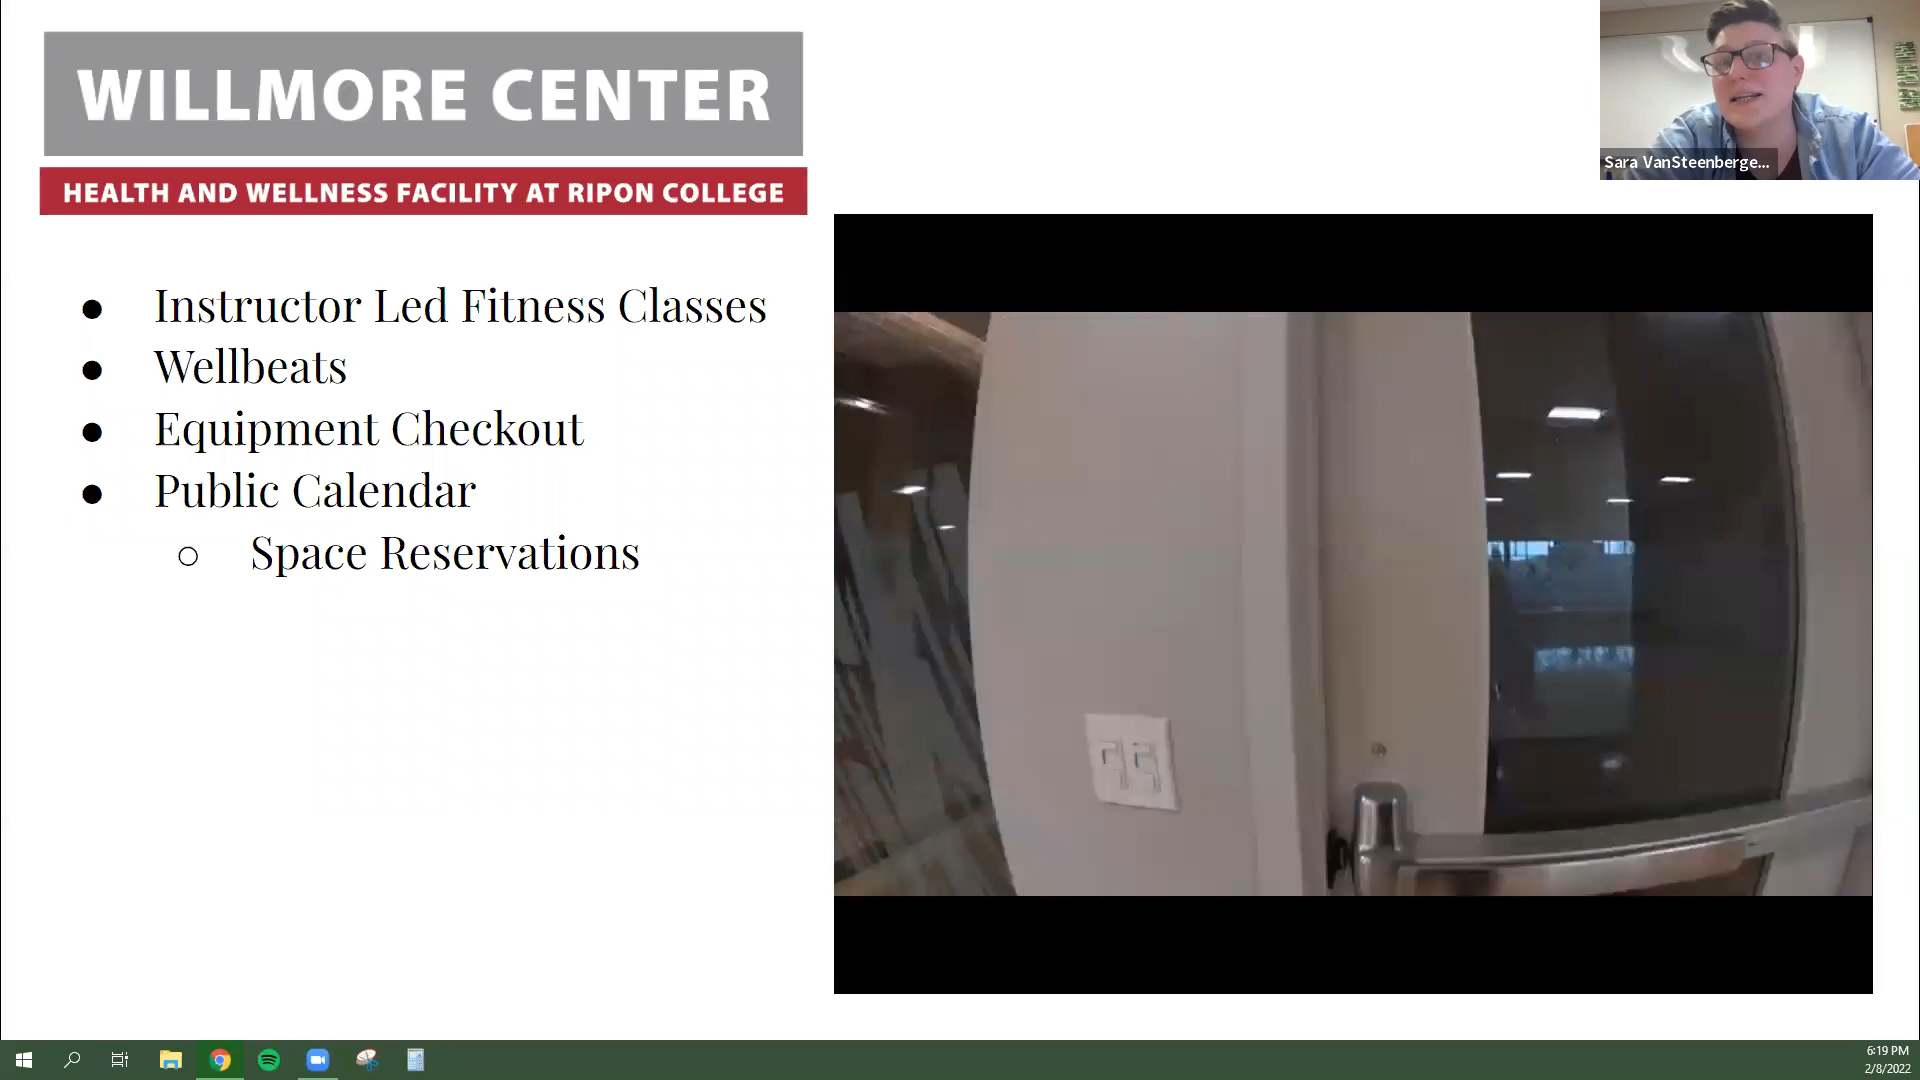 WILLMORE CENTER
HEALTH AND WELLNESS FACILITY AT RIPON COLLEGE
Sara VanSteenberge...
● Instructor Led Fitness Classes
● Wellbeats
● Equipment Checkout
● Public Calendar
○ Space Reservations
6:19 PM
2/8/2022